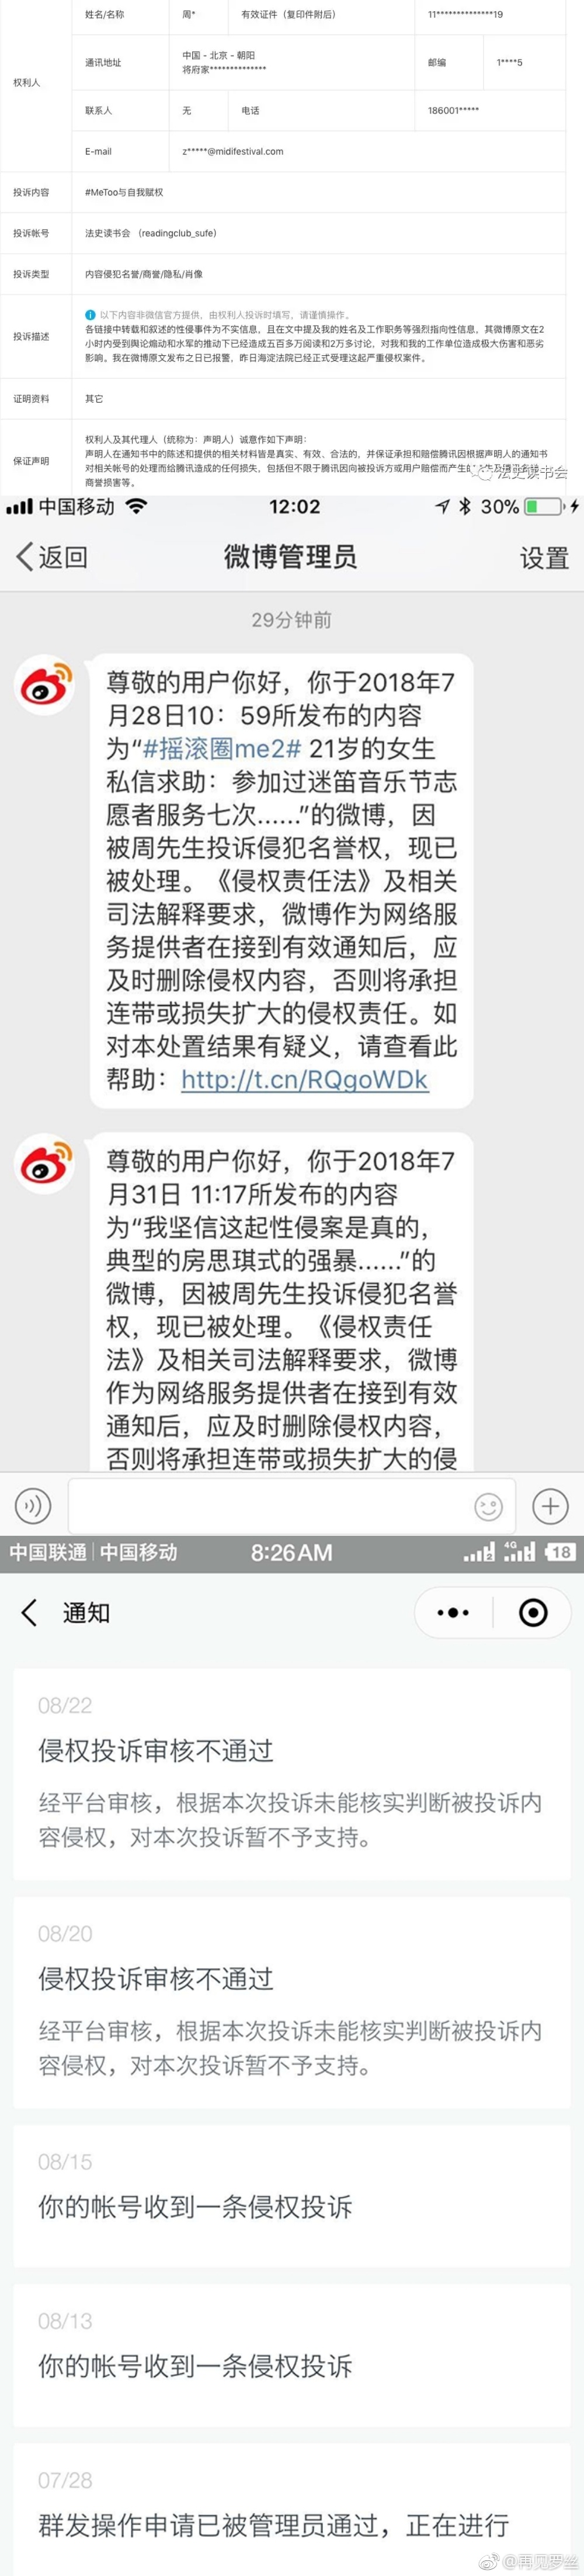 姓名/名称 周* 有效证件（复印件附后） 11**************19
权利人
通讯地址 中国 - 北京 - 朝阳
将府家************** 邮编 1****5
联系人 无 电话 186001*****
E-mail z*****@midifestival.com
投诉内容 #MeToo与自我赋权
投诉帐号 法史读书会 （readingclub_sufe）
投诉类型 内容侵犯名誉/商誉/隐私/肖像
投诉描述
以下内容非微信官方提供，由权利人投诉时填写，请谨慎操作。
各链接中转载和叙述的性侵事件为不实信息，且在文中提及我的姓名及工作职务等强烈指向性信息，其微博原文在2
小时内受到舆论煽动和水军的推动下已经造成五百多万阅读和2万多讨论，对我和我的工作单位造成极大伤害和恶劣
影响。我在微博原文发布之日已报警，昨日海淀法院已经正式受理这起严重侵权案件。
证明资料 其它
保证声明
权利人及其代理人（统称为：声明人）诚意作如下声明：
声明人在通知书中的陈述和提供的相关材料皆是真实、有效、合法的，并保证承担和赔偿腾讯因根据声明人的通知书
对相关帐号的处理而给腾讯造成的任何损失，包括但不限于腾讯因向被投诉方或用户赔偿而产生的
商誉损害等。
法史读书会
中国移动 12:02 30%
返回 微博管理员 设置
29分钟前
尊敬的用户你好，你于2018年7
月28日10：59所发布的内容
为“#摇滚圈me2# 21岁的女生
私信求助：参加过迷笛音乐节志
愿者服务七次......”的微博，因
被周先生投诉侵犯名誉权，现已
被处理。《侵权责任法》及相关
司法解释要求，微博作为网络服
务提供者在接到有效通知后，应
及时删除侵权内容，否则将承担
连带或损失扩大的侵权责任。如
对本处置结果有疑义，请查看此
帮助：http://t.cn/RQgoWDk
尊敬的用户你好，你于2018年7
月31日 11:17所发布的内容
为“我坚信这起性侵案是真的，
典型的房思琪式的强暴......”的
微博，因被周先生投诉侵犯名誉
权，现已被处理。《侵权责任
法》及相关司法解释要求，微博
作为网络服务提供者在接到有效
通知后，应及时删除侵权内容，
否则将承担连带或损失扩大的侵
中国联通 | 中国移动 8:26AM 4G 18
通知
08/22
侵权投诉审核不通过
经平台审核，根据本次投诉未能核实判断被投诉内
容侵权，对本次投诉暂不予支持。
08/20
侵权投诉审核不通过
经平台审核，根据本次投诉未能核实判断被投诉内
容侵权，对本次投诉暂不予支持。
08/15
你的帐号收到一条侵权投诉
08/13
你的帐号收到一条侵权投诉
07/28
群发操作申请已被管理员通过，正在进行
@再见罗丝